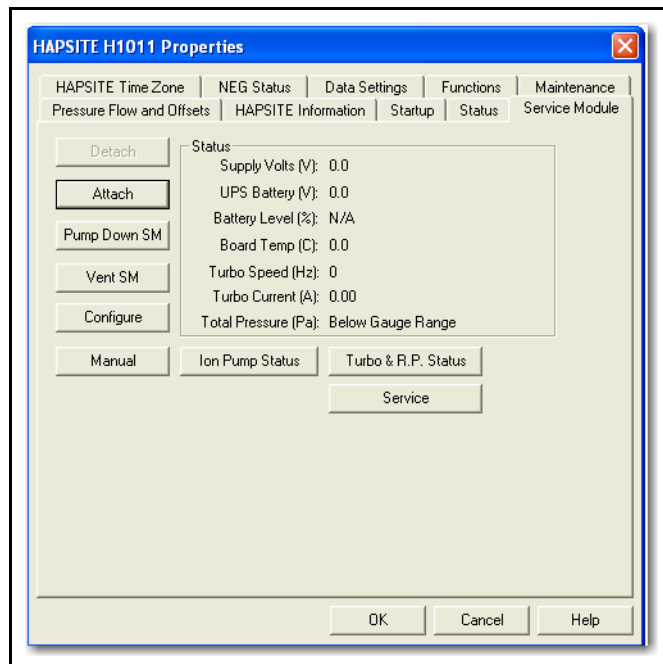 HAPSITE H1011 Properties
HAPSITE Time Zone NEG Status Data Settings Functions Maintenance
Pressure Flow and Offsets HAPSITE Information Startup Status Service Module
Detach
Status
Supply Volts (V): 0.0
Attach
UPS Battery (V): 0.0
Battery Level (%): N/A
Pump Down SM
Board Temp (C): 0.0
Vent SM
Turbo Speed (Hz): 0
Turbo Current (A): 0.00
Configure
Total Pressure (Pa): Below Gauge Range
Manual Ion Pump Status Turbo & R.P. Status
Service
OK Cancel Help